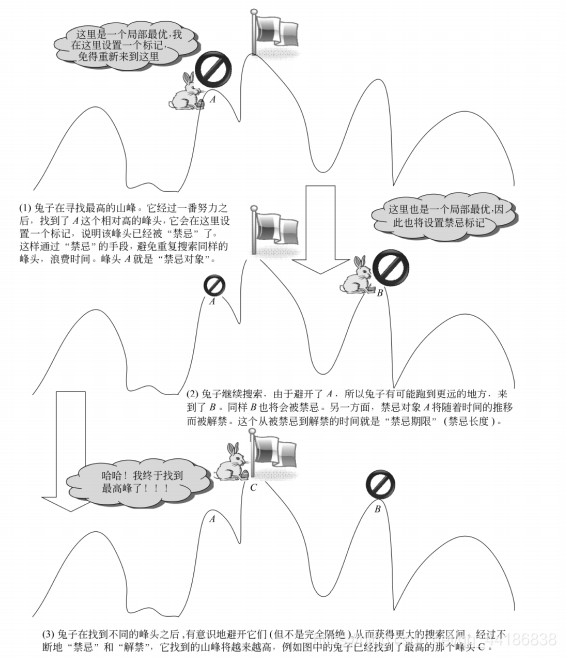 这里是一个局部最优,我
在这里设置一个标记,
免得重新来到这里
A
(1) 兔子在寻找最高的山峰。它经过一番努力之
后，找到了 A 这个相对高的峰头，它会在这里设
置一个标记，说明该峰头已经被“禁忌”了。
这样通过“禁忌”的手段，避免重复搜索同样的
峰头，浪费时间。峰头 A 就是“禁忌对象”。
这里也是一个局部最优,因
此也将设置禁忌标记
A
B
(2) 兔子继续搜索，由于避开了 A，所以兔子有可能跑到更远的地方，来
到了 B。同样 B 也将会被禁忌。另一方面，禁忌对象 A 将随着时间的推移
而被解禁。这个从被禁忌到解禁的时间就是“禁忌期限”（禁忌长度）。
哈哈！我终于找到
最高峰了！！！
C
A
B
(3) 兔子在找到不同的峰头之后,有意识地避开它们(但不是完全隔绝),从而获得更大的搜索区间。经过不
断地“禁忌”和“解禁”，它找到的山峰将越来越高，例如图中的兔子已经找到了最高的那个峰头 C。